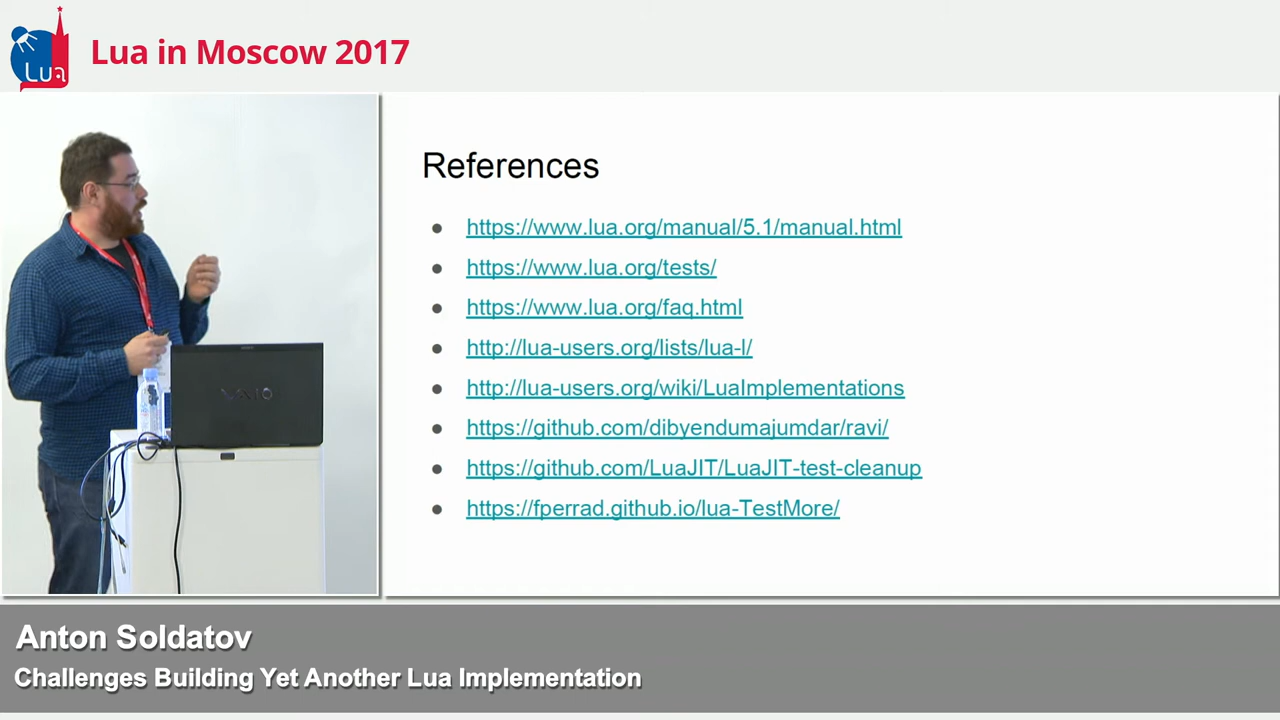 Lua
Lua in Moscow 2017
VAIO
References
https://www.lua.org/manual/5.1/manual.html
https://www.lua.org/tests/
https://www.lua.org/faq.html
http://lua-users.org/lists/lua-l/
http://lua-users.org/wiki/LuaImplementations
https://github.com/dibyendumajumdar/ravi/
https://github.com/LuaJIT/LuaJIT-test-cleanup
https://fperrad.github.io/lua-TestMore/
Anton Soldatov
Challenges Building Yet Another Lua Implementation